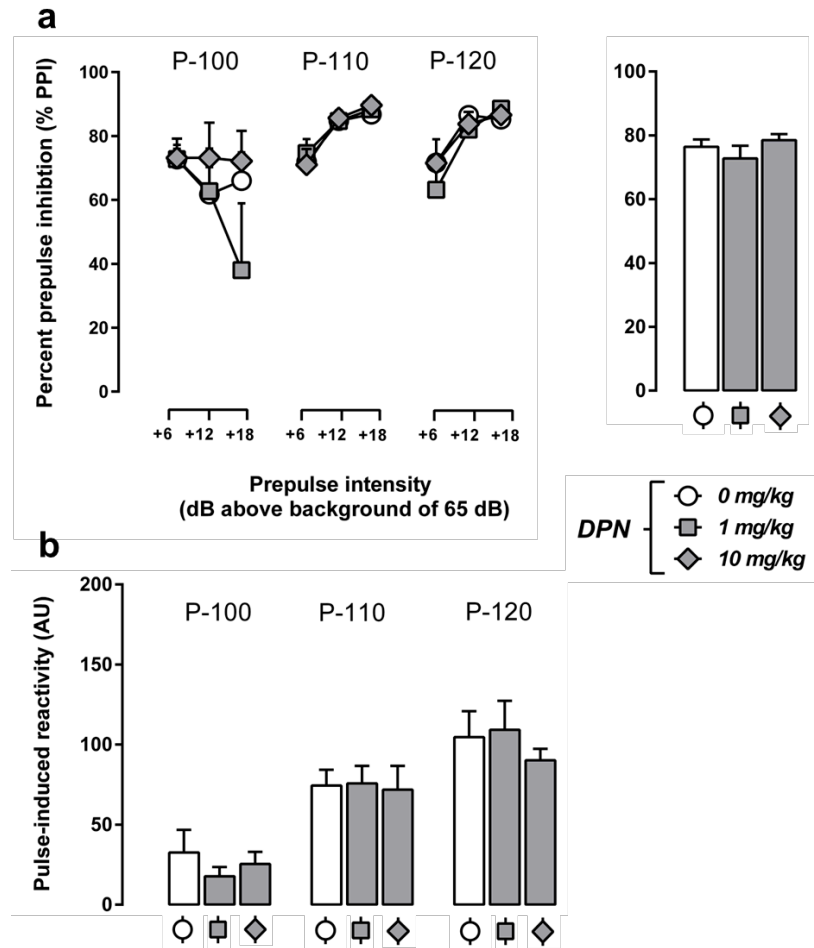 a
Percent prepulse inhibtion (% PPI)
100
80
60
40
20
0
P-100
P-110
P-120
+6
+12
+18
+6
+12
+18
+6
+12
+18
Prepulse intensity
(dB above background of 65 dB)
100
80
60
40
20
0
DPN
0 mg/kg
1 mg/kg
10 mg/kg
b
Pulse-induced reactivity (AU)
200
150
100
50
0
P-100
P-110
P-120